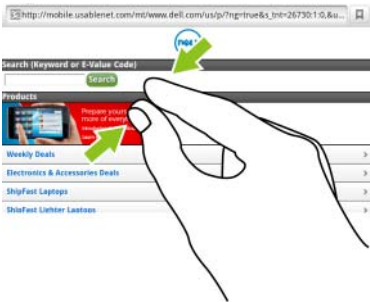 http://mobile.usablenet.com/mt/www.dell.com/us/p/?ng=true&s_tnt=26730:1:0,&u...
Search (Keyword or E-Value Code)
Search
Products
Prepare yours
more of every
Weekly Deals
Electronics & Accessories Deals
ShipFast Laptops
ShipFast Lighter Laptops